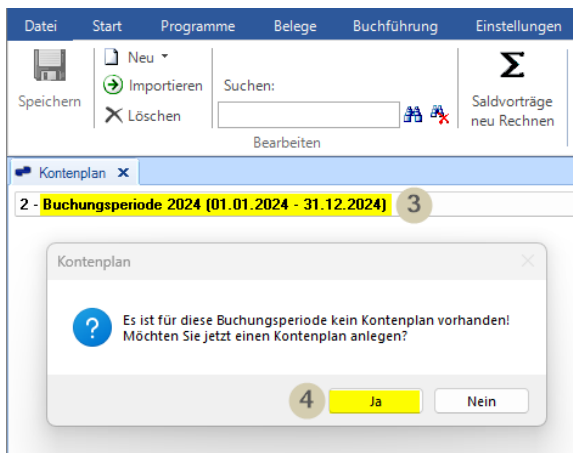 Datei Start Programme Belege Buchführung Einstellungen
Speichern
Neu
Importieren
Löschen
Suchen:
Bearbeiten
Σ
Saldvorträge
neu Rechnen
Kontenplan X
2 - Buchungsperiode 2024 (01.01.2024 - 31.12.2024) 3
Kontenplan
?
Es ist für diese Buchungsperiode kein Kontenplan vorhanden!
Möchten Sie jetzt einen Kontenplan anlegen?
4 Ja Nein